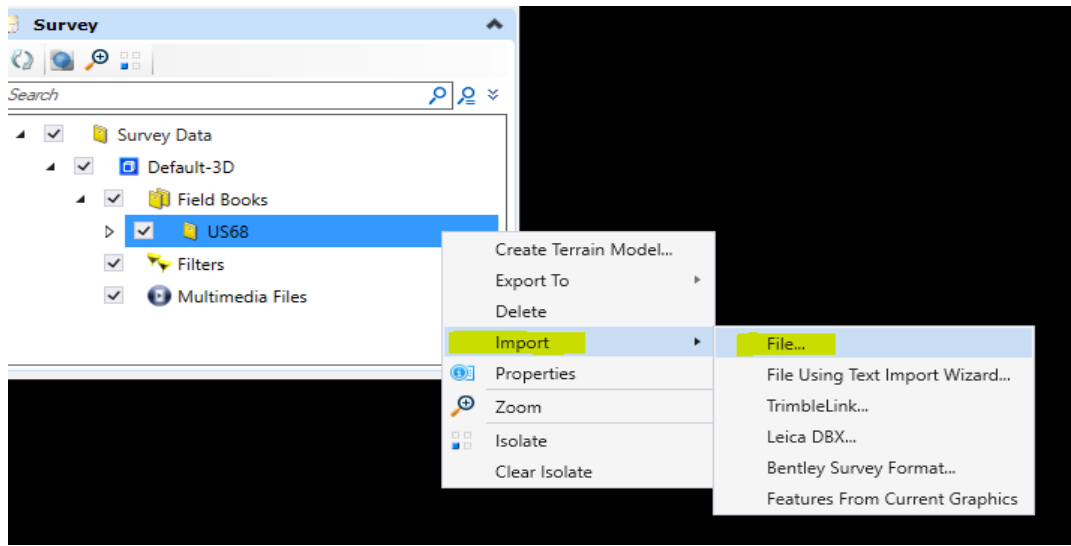 Survey
Search
Survey Data
Default-3D
Field Books
US68
Filters
Multimedia Files
Create Terrain Model...
Export To
Delete
Import
Properties
Zoom
Isolate
Clear Isolate
File...
File Using Text Import Wizard...
TrimbleLink...
Leica DBX...
Bentley Survey Format...
Features From Current Graphics